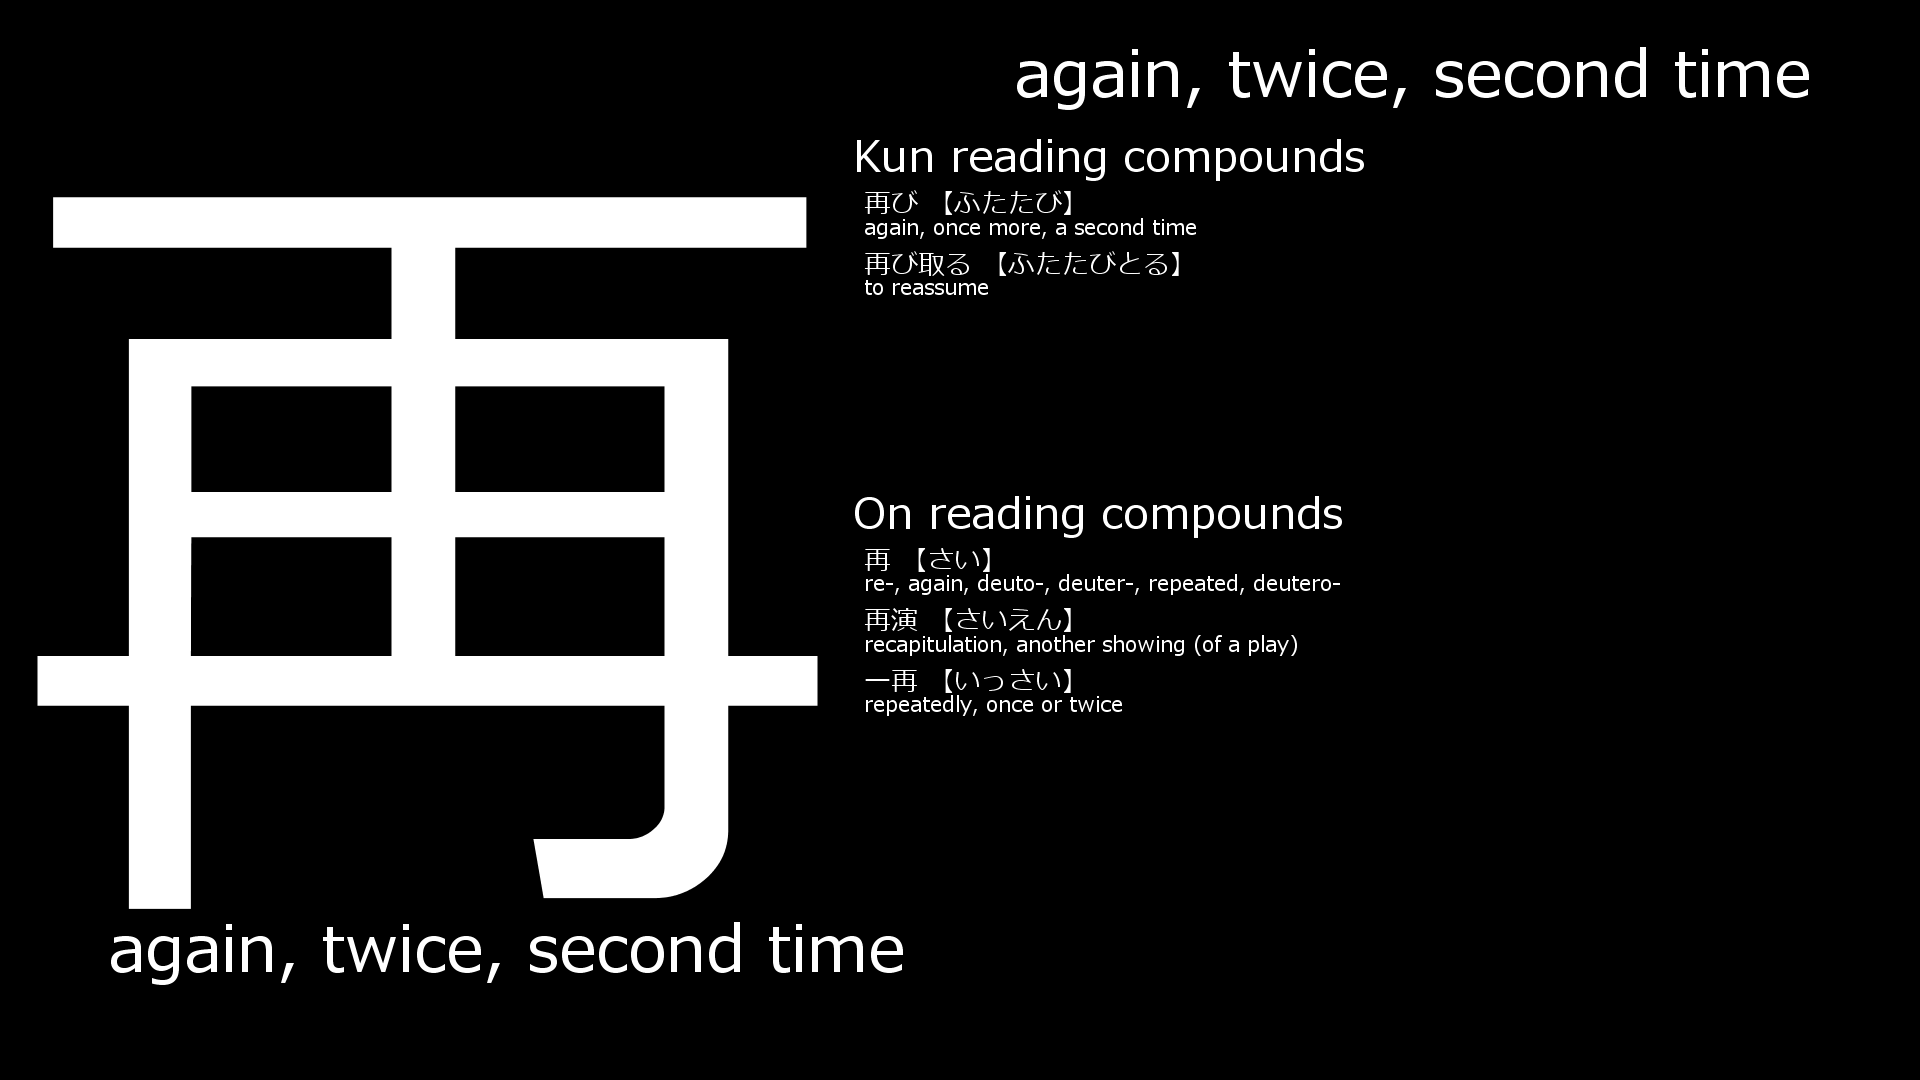 again, twice, second time
再
Kun reading compounds
再び 【ふたたび】
again, once more, a second time
再び取る 【ふたたびとる】
to reassume
On reading compounds
再 【さい】
re-, again, deuto-, deuter-, repeated, deutero-
再演 【さいえん】
recapitulation, another showing (of a play)
一再 【いっさい】
repeatedly, once or twice
again, twice, second time